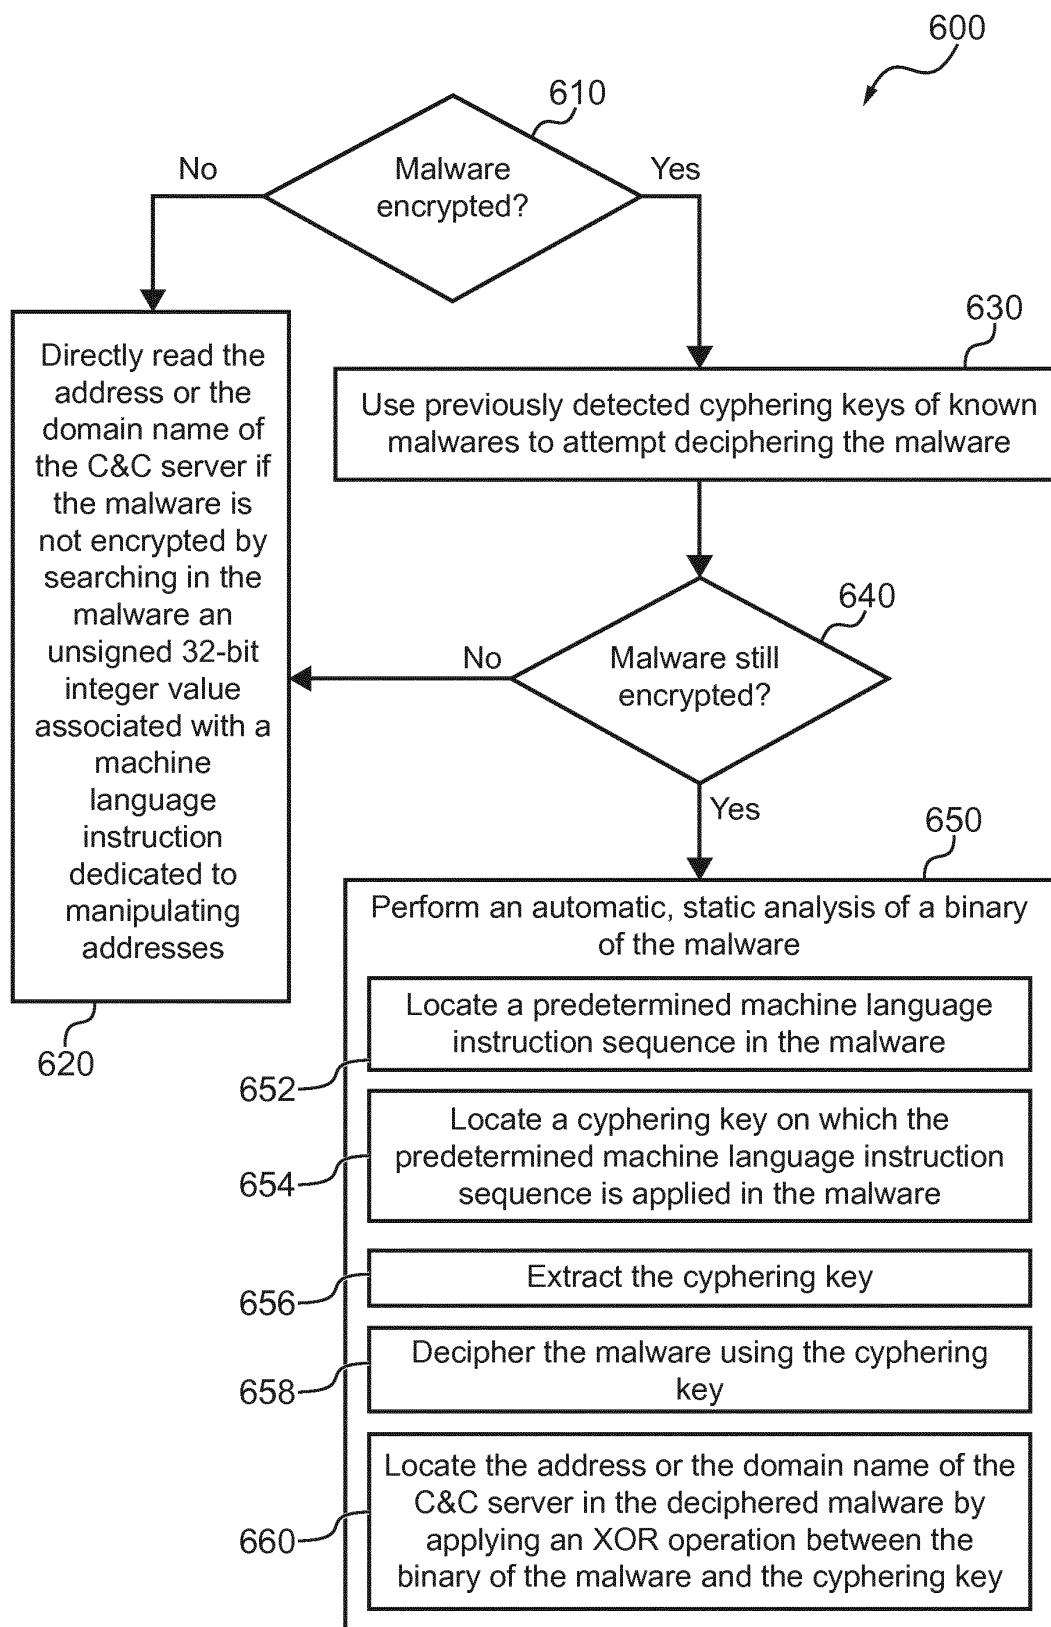 600
610
No
Malware
encrypted?
Yes
630
Directly read the
address or the
domain name of
the C&C server if
the malware is
not encrypted by
searching in the
malware an
unsigned 32-bit
integer value
associated with a
machine
language
instruction
dedicated to
manipulating
addresses
620
Use previously detected cyphering keys of known
malwares to attempt deciphering the malware
640
No
Malware still
encrypted?
Yes
650
Perform an automatic, static analysis of a binary
of the malware
Locate a predetermined machine language
instruction sequence in the malware
652
Locate a cyphering key on which the
predetermined machine language instruction
sequence is applied in the malware
654
Extract the cyphering key
656
Decipher the malware using the cyphering
key
658
Locate the address or the domain name of the
C&C server in the deciphered malware by
applying an XOR operation between the
binary of the malware and the cyphering key
660